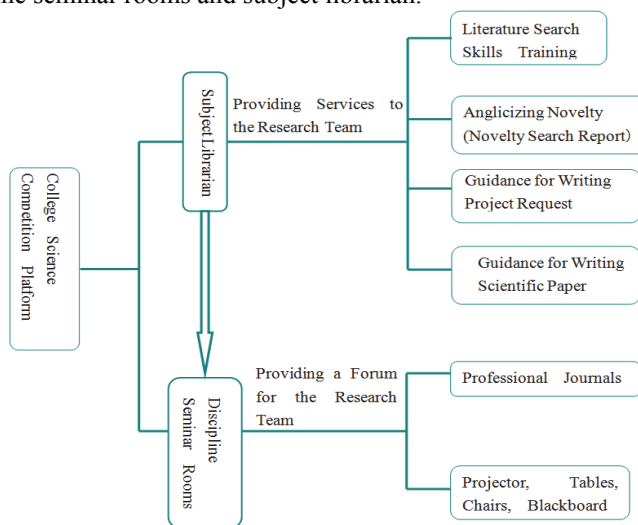 the seminar rooms and subject librarian.
College Science
Competition Platform
Subject Librarian
Providing Services to
the Research Team
Literature Search
Skills Training
Anglicizing Novelty
(Novelty Search Report)
Guidance for Writing
Project Request
Guidance for Writing
Scientific Paper
Discipline
Seminar Rooms
Providing a Forum
for the Research
Team
Professional Journals
Projector, Tables,
Chairs, Blackboard